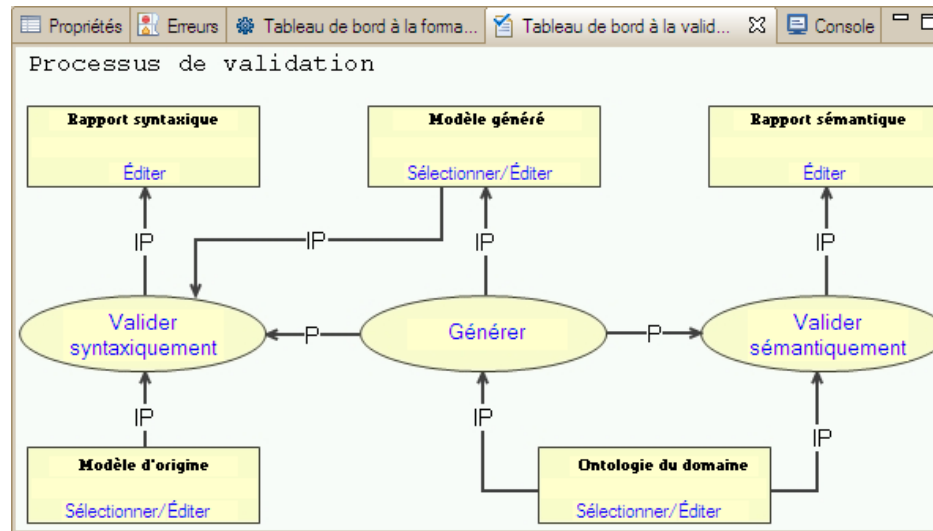 Propriétés Erreurs Tableau de bord à la forma... Tableau de bord à la valid... Console
Processus de validation
Rapport syntaxique
Éditer
Modèle généré
Sélectionner/Éditer
Rapport sémantique
Éditer
IP
IP
IP
IP
Valider
syntaxiquement
P
Générer
P
Valider
sémantiquement
IP
IP
IP
Modèle d'origine
Sélectionner/Éditer
Ontologie du domaine
Sélectionner/Éditer